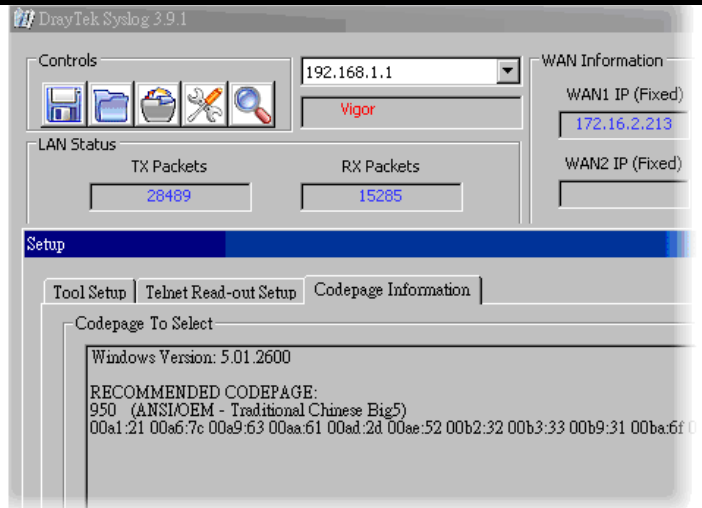 DrayTek Syslog 3.9.1
Controls
192.168.1.1
Vigor
WAN Information
WAN1 IP (Fixed)
172.16.2.213
WAN2 IP (Fixed)
LAN Status
TX Packets
RX Packets
28489
15285
Setup
Tool Setup
Telnet Read-out Setup
Codepage Information
Codepage To Select
Windows Version: 5.01.2600
RECOMMENDED CODEPAGE:
950 (ANSI/OEM - Traditional Chinese Big5)
00a1:21 00a6:7c 00a9:63 00aa:61 00ad:2d 00ae:52 00b2:32 00b3:33 00b9:31 00ba:6f 0